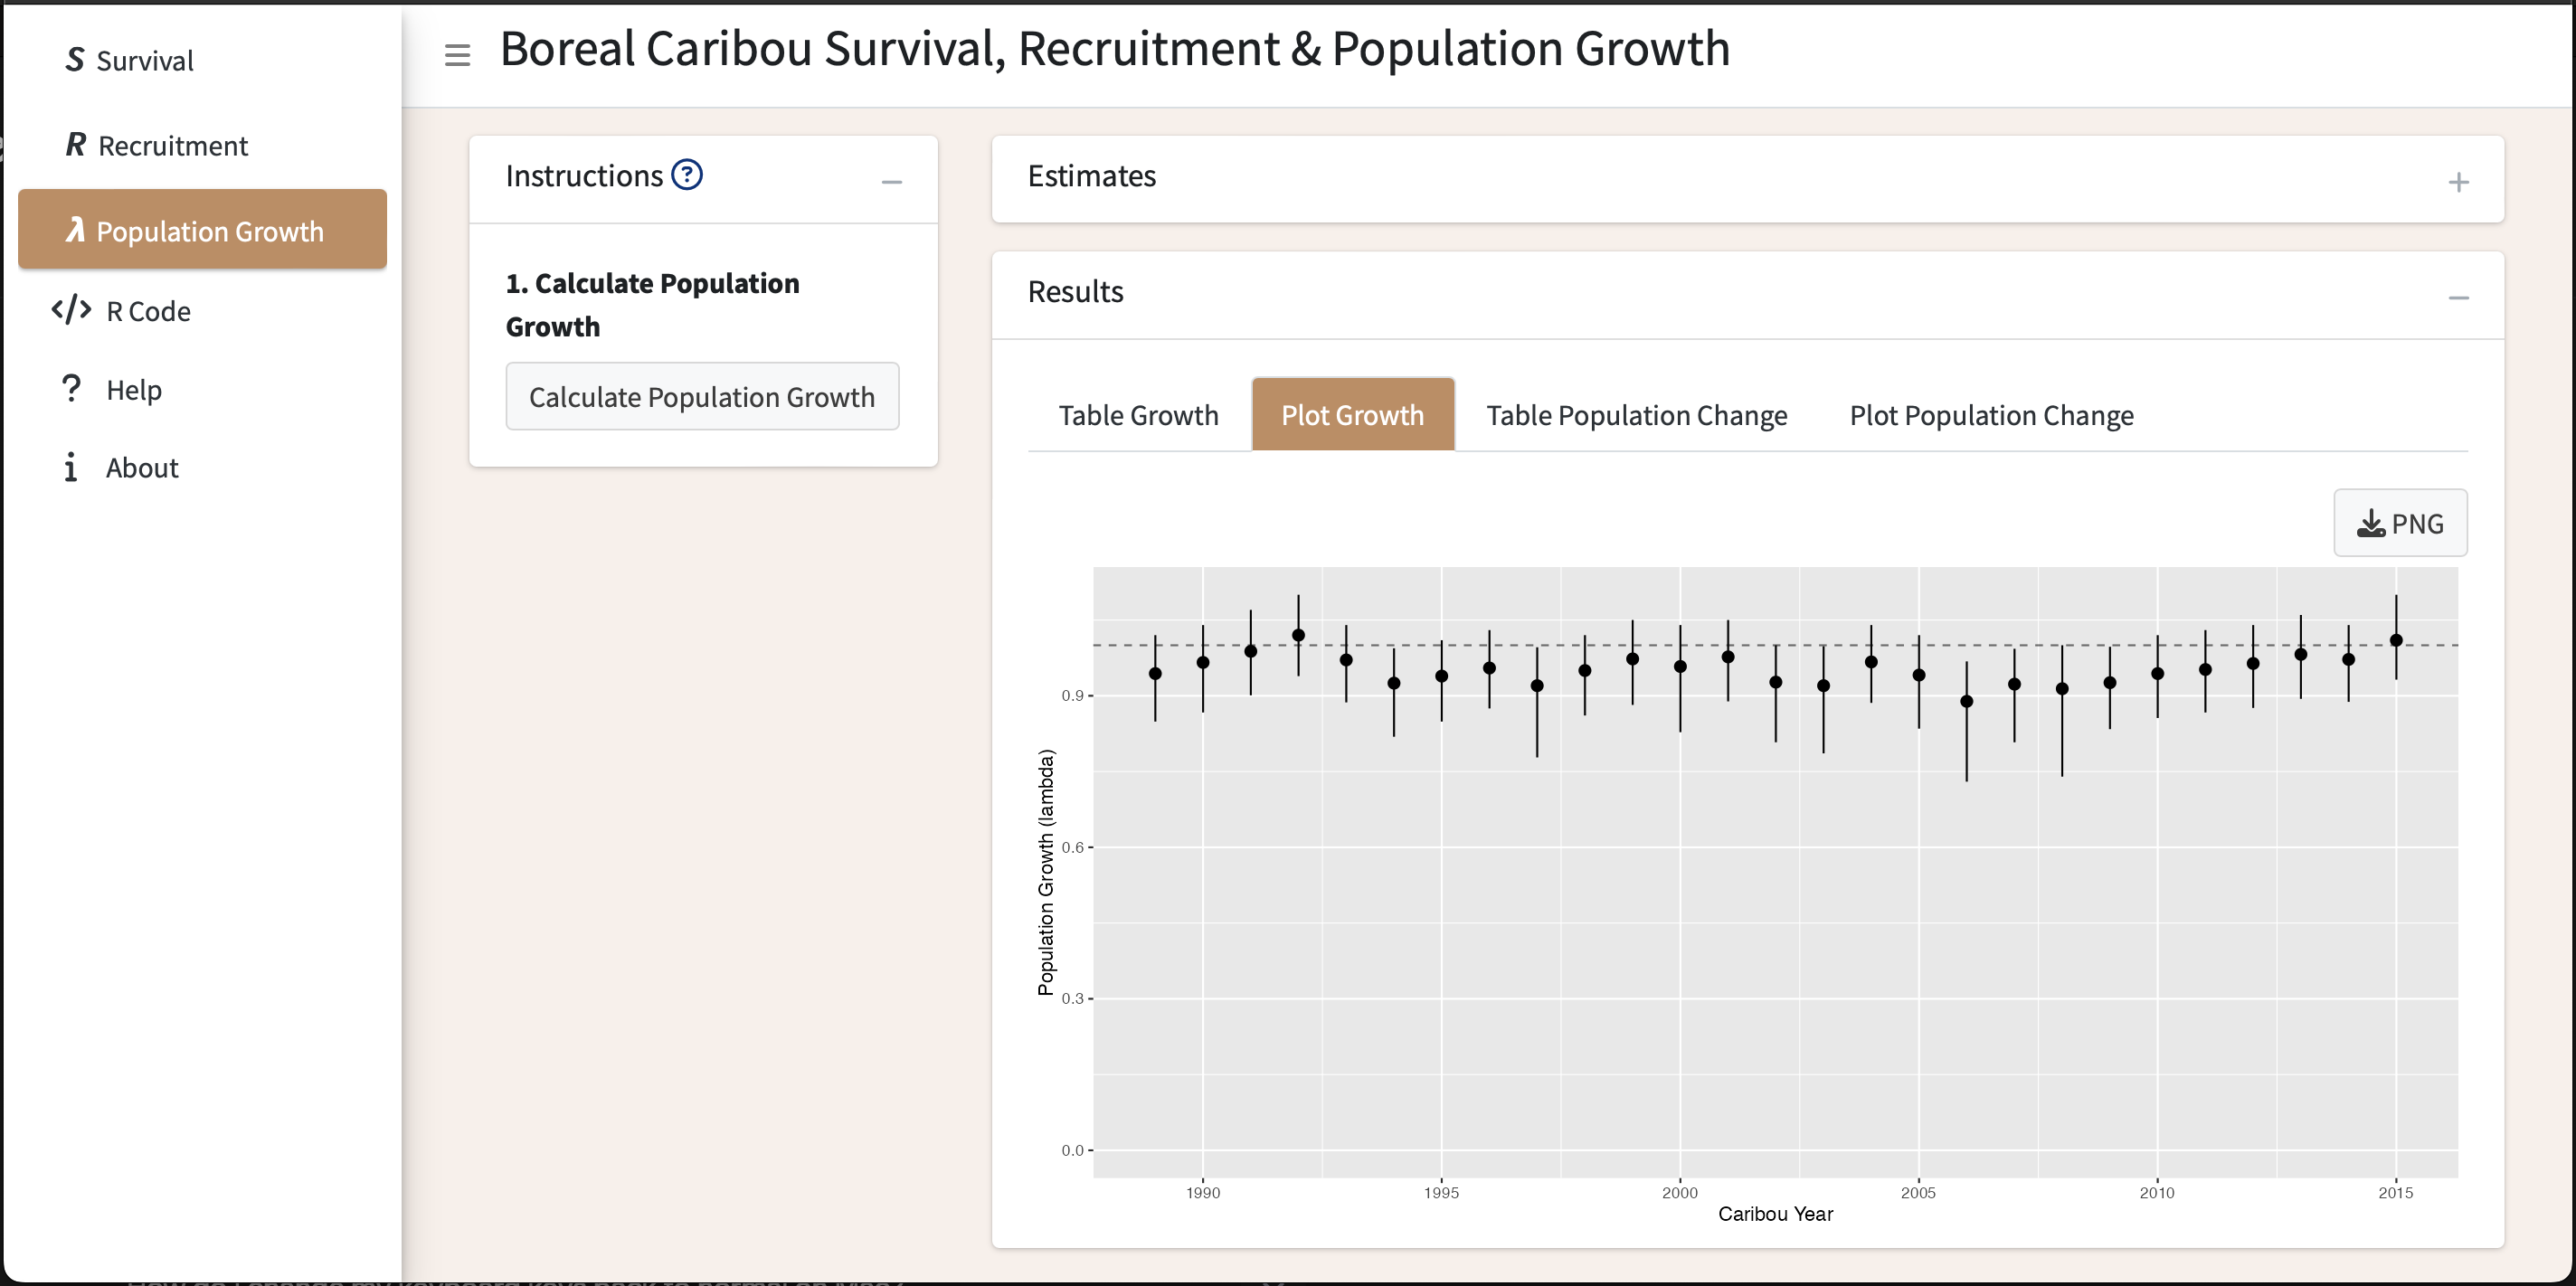 S Survival
R Recruitment
λ Population Growth
</> R Code
? Help
i About
Boreal Caribou Survival, Recruitment & Population Growth
Instructions ?
1. Calculate Population
Growth
Calculate Population Growth
Estimates
Results
Table Growth Plot Growth Table Population Change Plot Population Change
PNG
Population Growth (lambda)
0.9
0.6
0.3
0.0
1990 1995 2000 2005 2010 2015
Caribou Year